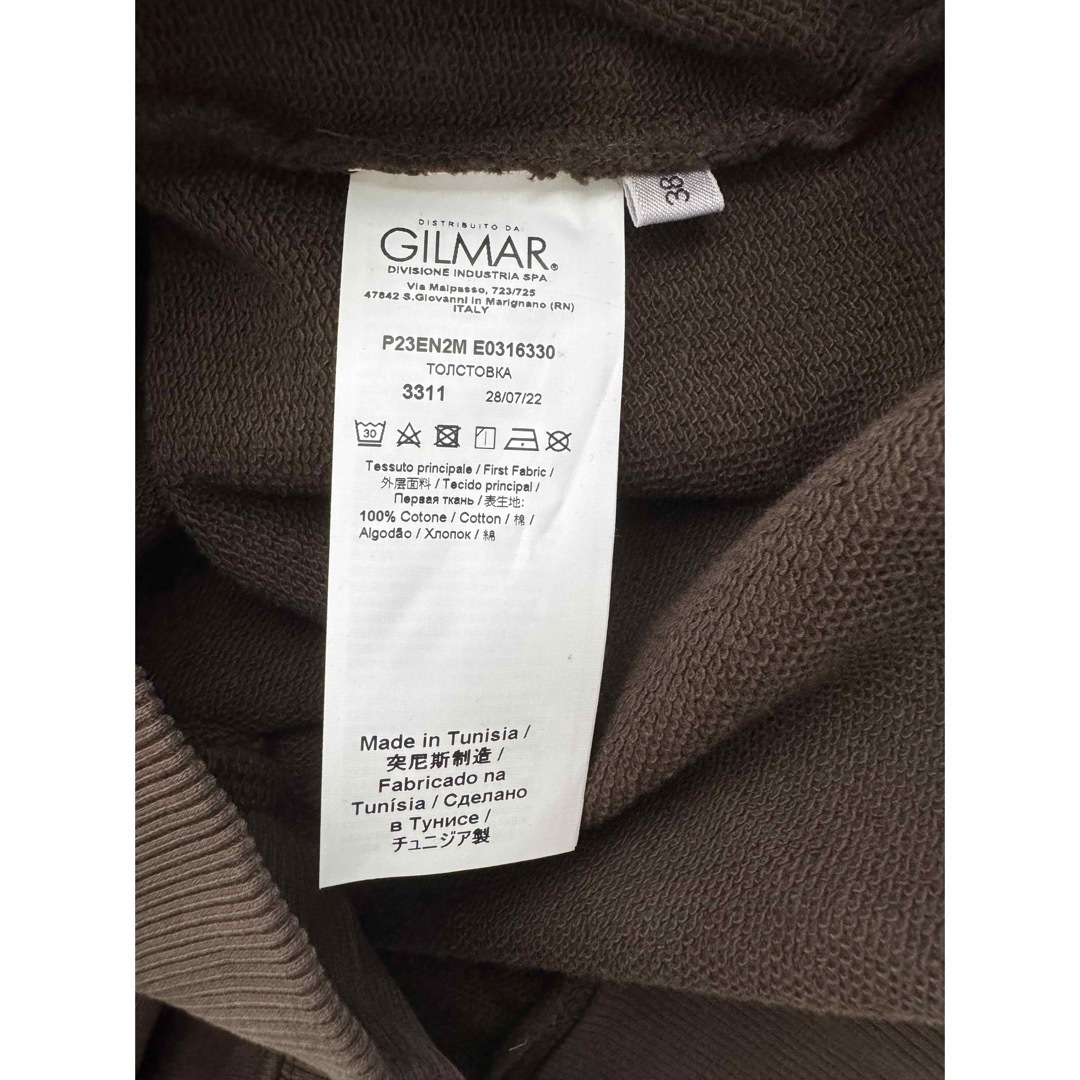 38
DISTRIBUITO DA:
GILMAR®
DIVISIONE INDUSTRIA SPA
Via Malpasso, 723/725
47842 S.Giovanni in Marignano (RN)
ITALY
P23EN2M E0316330
ТОЛСТОВКА
3311 28/07/22
30
Tessuto principale / First Fabric /
外层面料 / Tecido principal /
Первая ткань / 表生地:
100% Cotone / Cotton / 棉 /
Algodão / Хлопок / 綿
Made in Tunisia /
突尼斯制造 /
Fabricado na
Tunísia / Сделано
в Тунисе /
チュニジア製